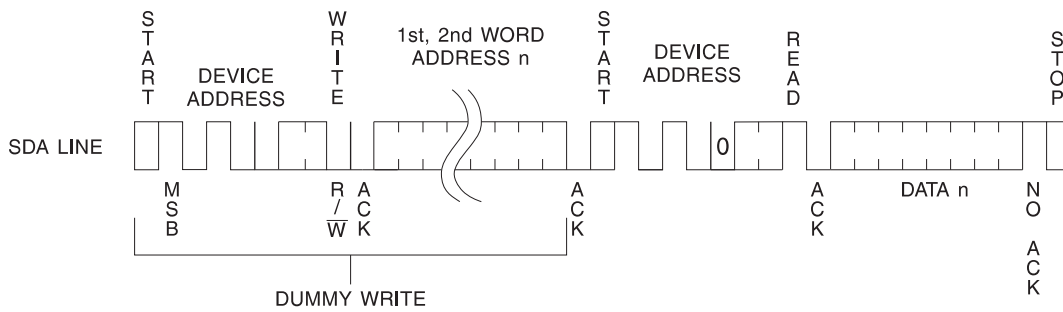 START
DEVICE
ADDRESS
WRITE
1st, 2nd WORD
ADDRESS n
START
DEVICE
ADDRESS
READ
STOP
SDA LINE
0
MSB
R/W
ACK
ACK
ACK
DATA n
NO ACK
DUMMY WRITE